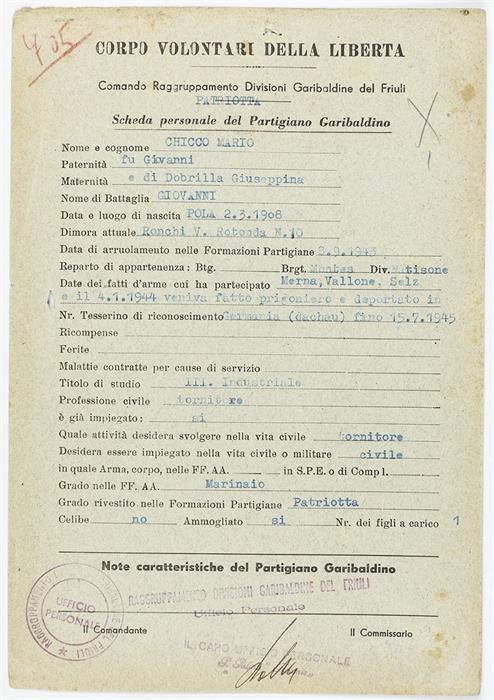 405
CORPO VOLONTARI DELLA LIBERTA
Comando Raggruppamento Divisioni Garibaldine del Friuli
PATRIOTTA
Scheda personale del Partigiano Garibaldino
Nome e cognome CHICCO MARIO
Paternità fu Givanni
Maternità e di Dobrilla Giuseppina
Nome di Battaglia GIOVANNI
Data e luogo di nascita POLA 2.3.1908
Dimora attuale Ronchi V. Rotonda N.10
Data di arruolamento nelle Formazioni Partigiane 8.9.1943
Reparto di appartenenza: Btg. Brgt. Montes Div. Natisone
Date dei fatti d'arme cui ha partecipato Merna, Vallone, Selz
e il 4.1.1944 veniva fatto prigoniero e deportato in
Nr. Tesserino di riconoscimento Germania (dachau) fino 15.7.1945
Ricompense
Ferite
Malattie contratte per cause di servizio
Titolo di studio III. Industriale
Professione civile tornitore
è già impiegato: si
Quale attività desidera svolgere nella vita civile tornitore
Desidera essere impiegato nella vita civile o militare civile
in quale Arma, corpo, nelle FF. AA. in S.P.E. o di Compl.
Grado nelle FF. AA. Marinaio
Grado rivestito nelle Formazioni Partigiane Patriotta
Celibe no Ammogliato si Nr. dei figli a carico 1
Note caratteristiche del Partigiano Garibaldino
RAGGRUPPAMENTO DIVISIONI GARIBALDINE DEL FRIULI
Ufficio Personale
UFFICIO
PERSONALE
Il Comandante Il Commissario
IL CAPO UFFICIO PERSONALE